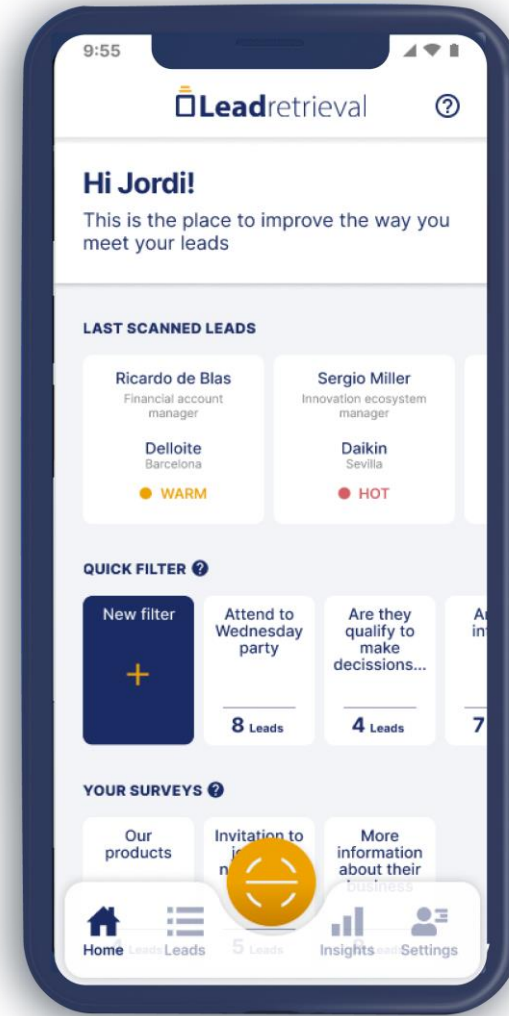 9:55
Leadretrieval
?
Hi Jordi!
This is the place to improve the way you
meet your leads
LAST SCANNED LEADS
Ricardo de Blas
Financial account
manager
Delloite
Barcelona
WARM
Sergio Miller
Innovation ecosystem
manager
Daikin
Sevilla
HOT
QUICK FILTER ?
New filter
+
Attend to
Wednesday
party
8 Leads
Are they
qualify to
make
decissions...
4 Leads
7
YOUR SURVEYS ?
Our
products
Invitation to
More
information
about their
business
Leads
5 Leads
Home
Leads
Insights
Settings